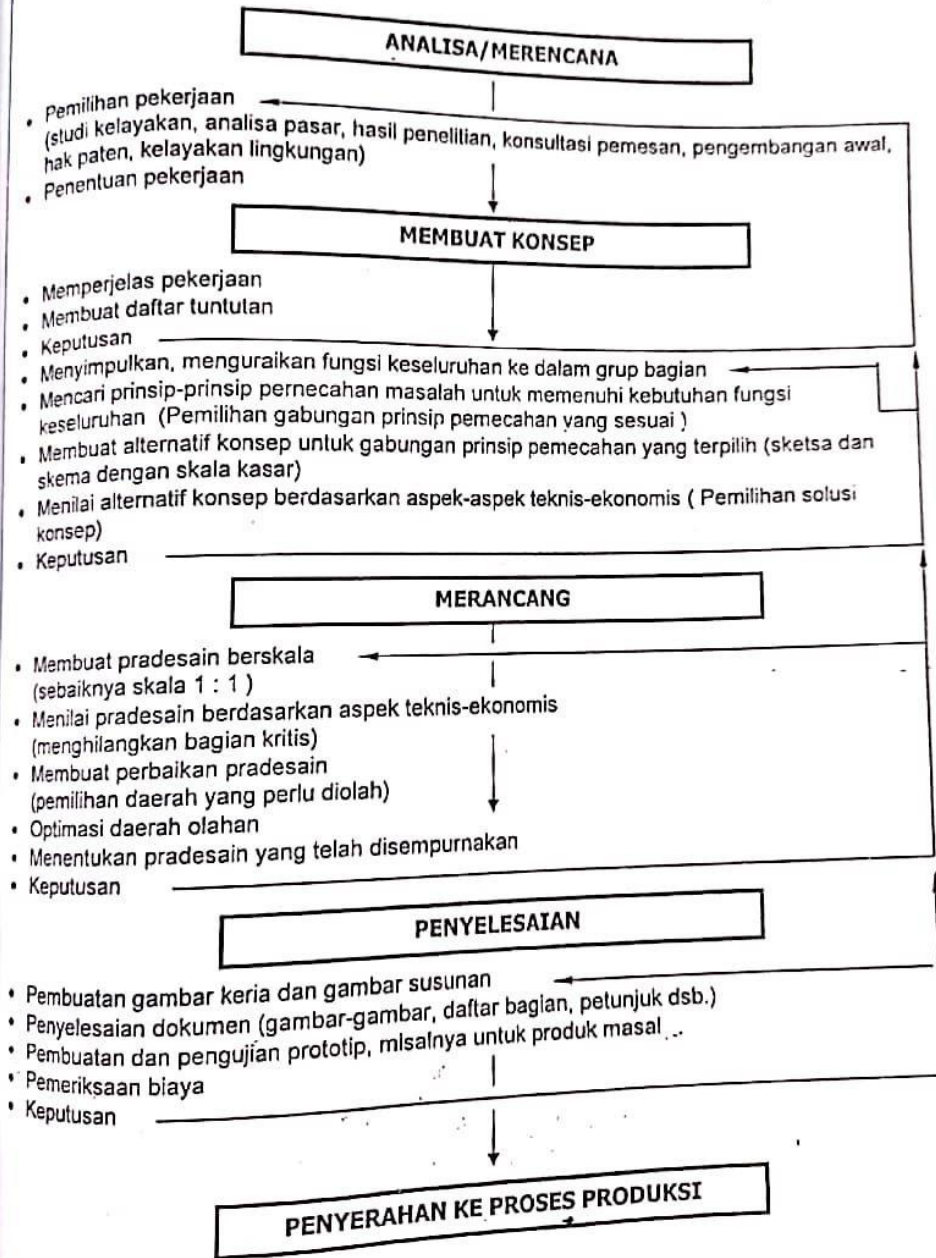 ANALISA/MERENCANA
• Pemilihan pekerjaan
(studi kelayakan, analisa pasar, hasil penelilian, konsultasi pemesan, pengembangan awal,
hak paten, kelayakan lingkungan)
• Penentuan pekerjaan
MEMBUAT KONSEP
• Memperjelas pekerjaan
• Membuat daftar tuntutan
• Keputusan
• Menyimpulkan, menguraikan fungsi keseluruhan ke dalam grup bagian
• Mencari prinsip-prinsip pernecahan masalah untuk memenuhi kebutuhan fungsi
keseluruhan (Pemilihan gabungan prinsip pemecahan yang sesuai )
• Membuat alternatif konsep untuk gabungan prinsip pemecahan yang terpilih (sketsa dan
skema dengan skala kasar)
• Menilai alternatif konsep berdasarkan aspek-aspek teknis-ekonomis ( Pemilihan solusi
konsep)
• Keputusan
MERANCANG
• Membuat pradesain berskala
(sebaiknya skala 1 : 1 )
• Menilai pradesain berdasarkan aspek teknis-ekonomis
(menghilangkan bagian kritis)
• Membuat perbaikan pradesain
(pemilihan daerah yang perlu diolah)
• Optimasi daerah olahan
• Menentukan pradesain yang telah disempurnakan
• Keputusan
PENYELESAIAN
• Pembuatan gambar kerja dan gambar susunan
• Penyelesaian dokumen (gambar-gambar, daftar bagian, petunjuk dsb.)
• Pembuatan dan pengujian prototip, misalnya untuk produk masal ...
• Pemeriksaan biaya
• Keputusan
PENYERAHAN KE PROSES PRODUKSI